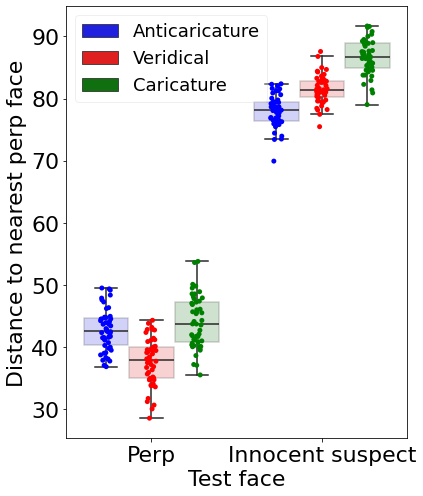 Anticaricature
Veridical
Caricature
Distance to nearest perp face
90
80
70
60
50
40
30
Perp
Innocent suspect
Test face